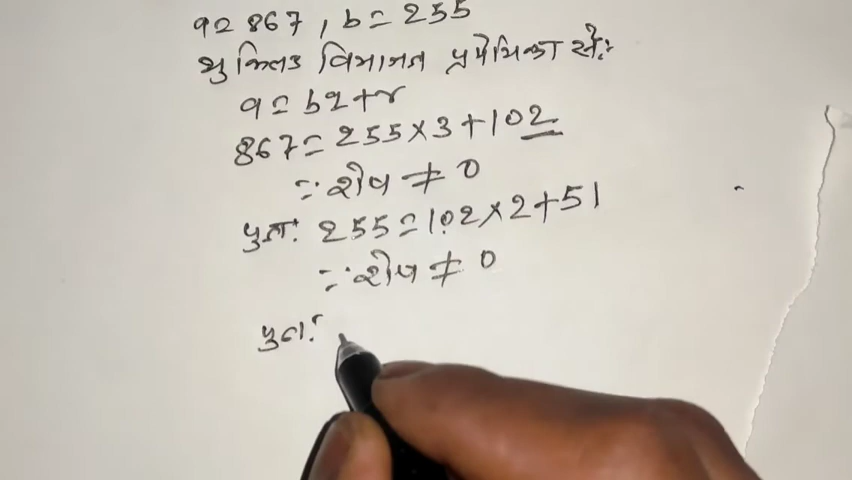 a = 867, b = 255
युक्लिड विभाजन प्रमेयिका से:
a = bq + r
867 = 255 × 3 + 102
∵ शेष ≠ 0
पुनः 255 = 102 × 2 + 51
∵ शेष ≠ 0
पुनः